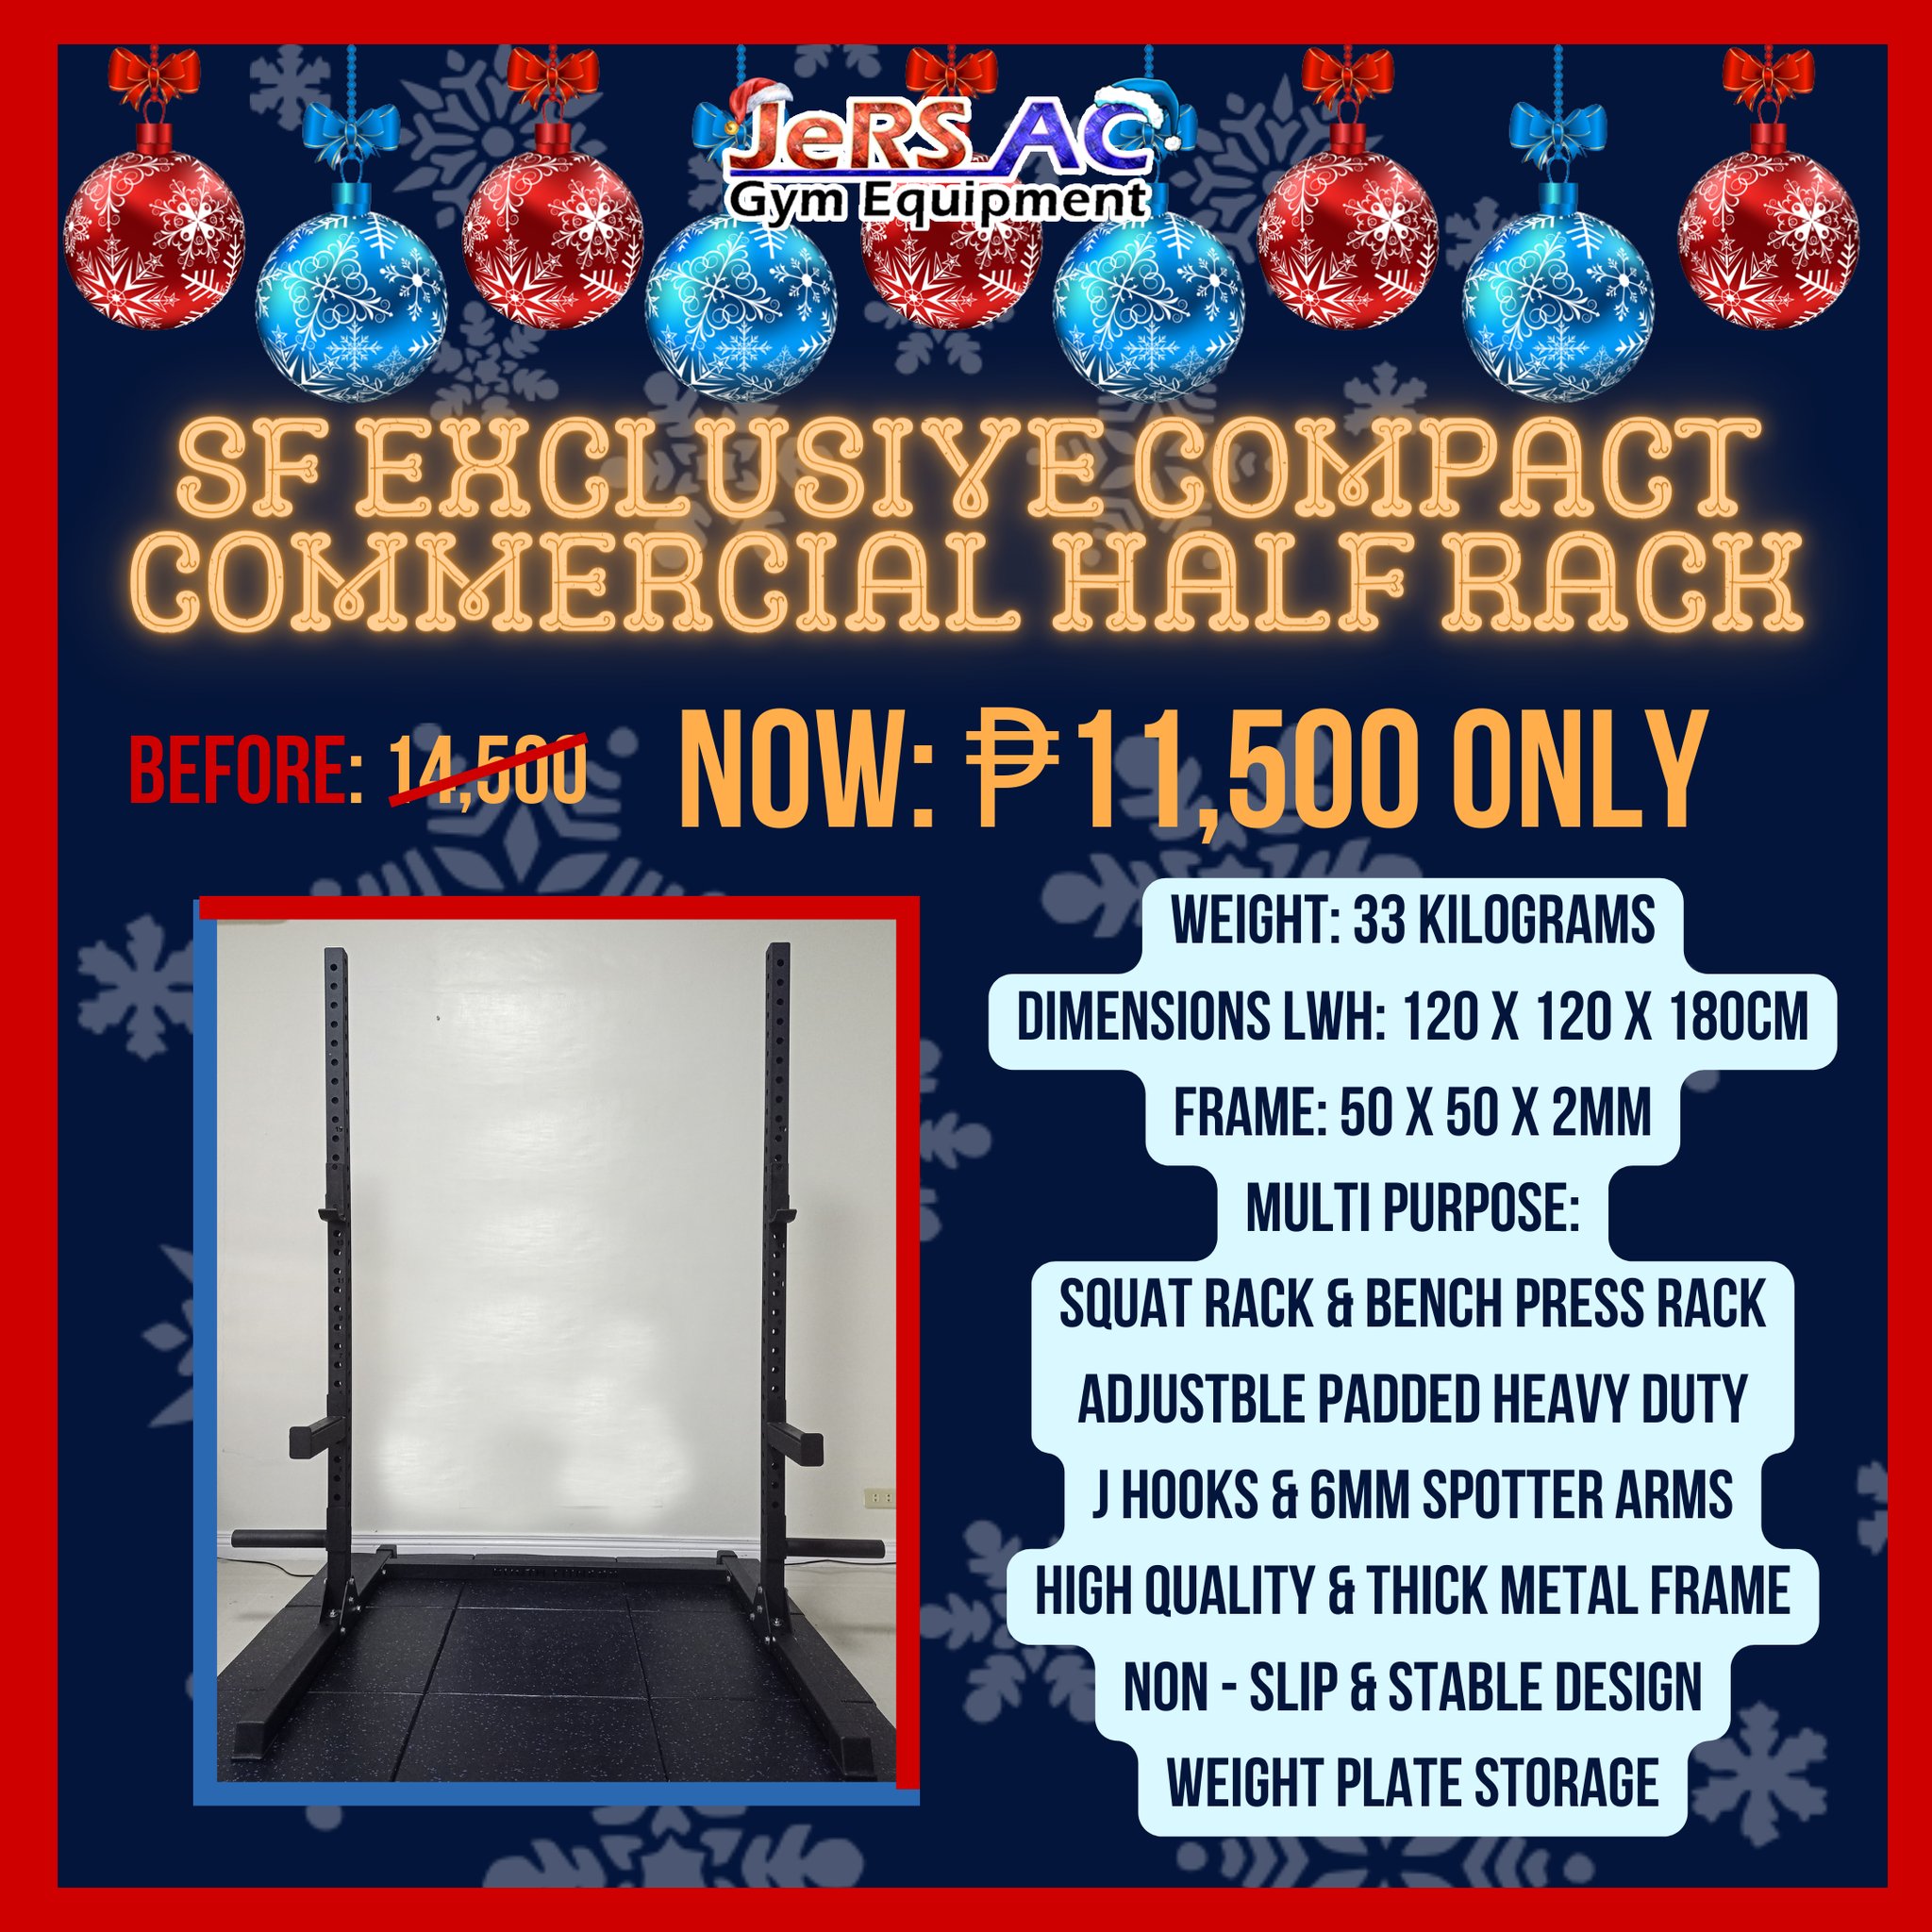 JeRS AC
Gym Equipment
SF EXCLUSIVE COMPACT
COMMERCIAL HALF RACK
BEFORE: 14,500
NOW: ₱11,500 ONLY
WEIGHT: 33 KILOGRAMS
DIMENSIONS LWH: 120 X 120 X 180CM
FRAME: 50 X 50 X 2MM
MULTI PURPOSE:
SQUAT RACK & BENCH PRESS RACK
ADJUSTBLE PADDED HEAVY DUTY
J HOOKS & 6MM SPOTTER ARMS
HIGH QUALITY & THICK METAL FRAME
NON - SLIP & STABLE DESIGN
WEIGHT PLATE STORAGE